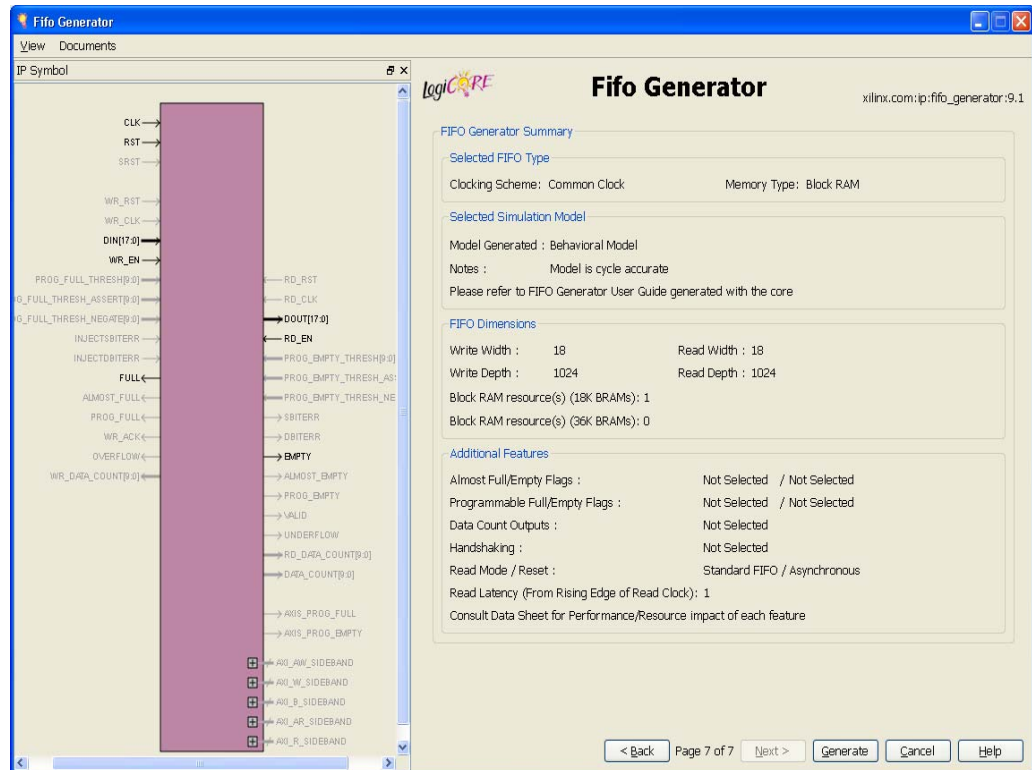 Fifo Generator
View Documents
IP Symbol
CLK
RST
SRST
WR_RST
WR_CLK
DIN[17:0]
WR_EN
PROG_FULL_THRESH[9:0]
G_FULL_THRESH_ASSERT[9:0]
G_FULL_THRESH_NEGATE[9:0]
INJECTSBITERR
INJECTDBITERR
FULL
ALMOST_FULL
PROG_FULL
WR_ACK
OVERFLOW
WR_DATA_COUNT[9:0]
RD_RST
RD_CLK
DOUT[17:0]
RD_EN
PROG_EMPTY_THRESH[9:0]
PROG_EMPTY_THRESH_AS
PROG_EMPTY_THRESH_NE
SBITERR
DBITERR
EMPTY
ALMOST_EMPTY
PROG_EMPTY
VALID
UNDERFLOW
RD_DATA_COUNT[9:0]
DATA_COUNT[9:0]
AXIS_PROG_FULL
AXIS_PROG_EMPTY
AXI_AW_SIDEBAND
AXI_W_SIDEBAND
AXI_B_SIDEBAND
AXI_AR_SIDEBAND
AXI_R_SIDEBAND
LogiCORE
Fifo Generator
xilinx.com:ip:fifo_generator:9.1
FIFO Generator Summary
Selected FIFO Type
Clocking Scheme: Common Clock Memory Type: Block RAM
Selected Simulation Model
Model Generated : Behavioral Model
Notes : Model is cycle accurate
Please refer to FIFO Generator User Guide generated with the core
FIFO Dimensions
Write Width : 18 Read Width : 18
Write Depth : 1024 Read Depth : 1024
Block RAM resource(s) (18K BRAMs): 1
Block RAM resource(s) (36K BRAMs): 0
Additional Features
Almost Full/Empty Flags : Not Selected / Not Selected
Programmable Full/Empty Flags : Not Selected / Not Selected
Data Count Outputs : Not Selected
Handshaking : Not Selected
Read Mode / Reset : Standard FIFO / Asynchronous
Read Latency (From Rising Edge of Read Clock): 1
Consult Data Sheet for Performance/Resource impact of each feature
< Back Page 7 of 7 Next > Generate Cancel Help